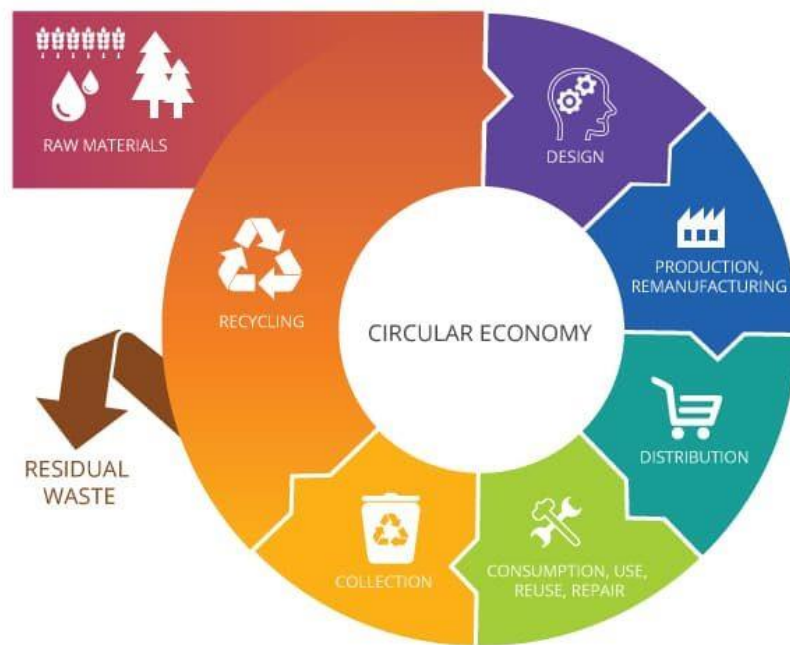 RAW MATERIALS
DESIGN
PRODUCTION,
REMANUFACTURING
RECYCLING
CIRCULAR ECONOMY
DISTRIBUTION
RESIDUAL
WASTE
COLLECTION
CONSUMPTION, USE,
REUSE, REPAIR